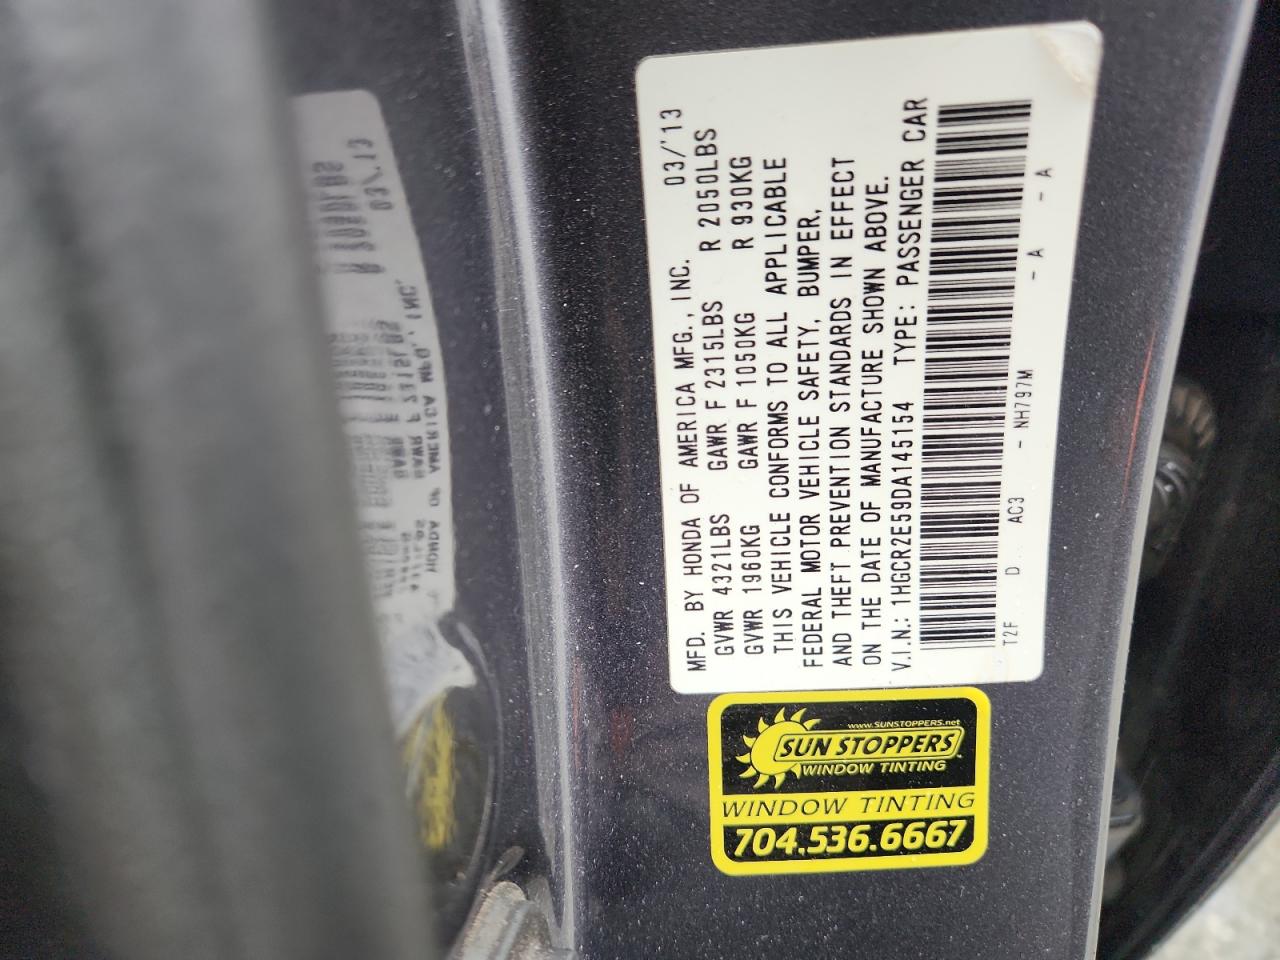 MFD. BY HONDA OF AMERICA MFG., INC. 03/'13
GVWR 4321LBS GAWR F 2315LBS R 2050LBS
GVWR 1960KG GAWR F 1050KG R 930KG
THIS VEHICLE CONFORMS TO ALL APPLICABLE
FEDERAL MOTOR VEHICLE SAFETY, BUMPER,
AND THEFT PREVENTION STANDARDS IN EFFECT
ON THE DATE OF MANUFACTURE SHOWN ABOVE.
V.I.N.: 1HGCR2E59DA145154 TYPE: PASSENGER CAR
T2F D AC3 - NH797M - A - A
www.SUNSTOPPERS.net
SUN STOPPERS
WINDOW TINTING
WINDOW TINTING
704.536.6667